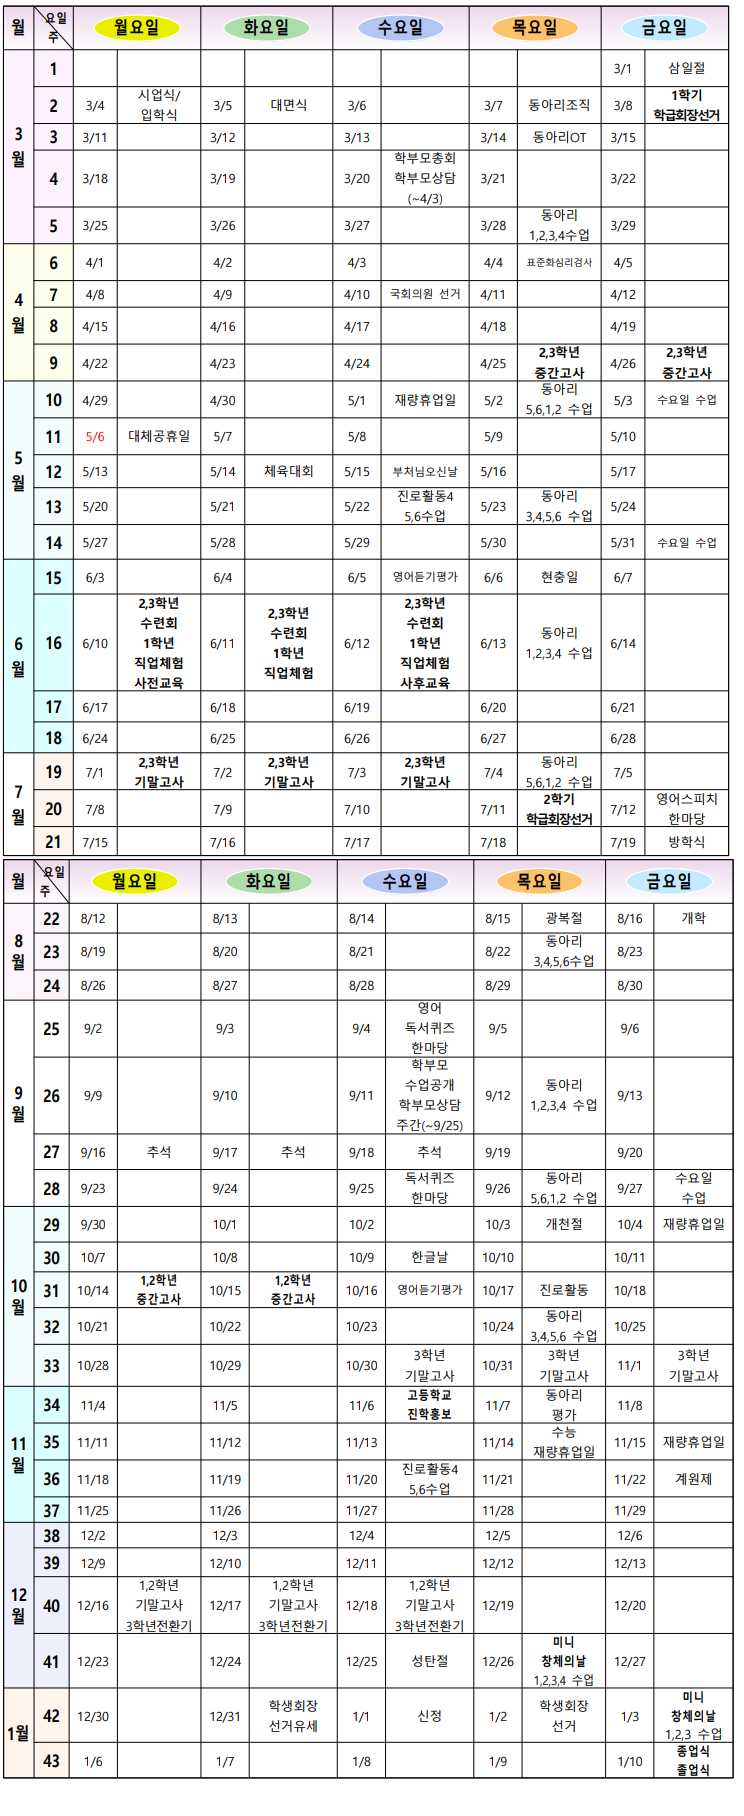 월 요일 주 월요일 화요일 수요일 목요일 금요일
3월
1 3/1 삼일절
2 3/4 시업식/ 입학식 3/5 대면식 3/6 3/7 동아리조직 3/8 1학기 학급회장선거
3 3/11 3/12 3/13 3/14 동아리OT 3/15
4 3/18 3/19 3/20 학부모총회 학부모상담 (~4/3) 3/21 3/22
5 3/25 3/26 3/27 3/28 동아리 1,2,3,4수업 3/29
4월
6 4/1 4/2 4/3 4/4 표준화심리검사 4/5
7 4/8 4/9 4/10 국회의원 선거 4/11 4/12
8 4/15 4/16 4/17 4/18 4/19
9 4/22 4/23 4/24 4/25 2,3학년 중간고사 4/26 2,3학년 중간고사
5월
10 4/29 4/30 5/1 재량휴업일 5/2 동아리 5,6,1,2 수업 5/3 수요일 수업
11 5/6 대체공휴일 5/7 5/8 5/9 5/10
12 5/13 5/14 체육대회 5/15 부처님오신날 5/16 5/17
13 5/20 5/21 5/22 진로활동4 5,6수업 5/23 동아리 3,4,5,6 수업 5/24
14 5/27 5/28 5/29 5/30 5/31 수요일 수업
6월
15 6/3 6/4 6/5 영어듣기평가 6/6 현충일 6/7
16 6/10 2,3학년 수련회 1학년 직업체험 사전교육 6/11 2,3학년 수련회 1학년 직업체험 6/12 2,3학년 수련회 1학년 직업체험 사후교육 6/13 동아리 1,2,3,4 수업 6/14
17 6/17 6/18 6/19 6/20 6/21
18 6/24 6/25 6/26 6/27 6/28
7월
19 7/1 2,3학년 기말고사 7/2 2,3학년 기말고사 7/3 2,3학년 기말고사 7/4 동아리 5,6,1,2 수업 7/5
20 7/8 7/9 7/10 7/11 2학기 학급회장선거 7/12 영어스피치 한마당
21 7/15 7/16 7/17 7/18 7/19 방학식
월 요일 주 월요일 화요일 수요일 목요일 금요일
8월
22 8/12 8/13 8/14 8/15 광복절 8/16 개학
23 8/19 8/20 8/21 8/22 동아리 3,4,5,6수업 8/23
24 8/26 8/27 8/28 8/29 8/30
9월
25 9/2 9/3 9/4 영어 독서퀴즈 한마당 9/5 9/6
26 9/9 9/10 9/11 학부모 수업공개 학부모상담 주간(~9/25) 9/12 동아리 1,2,3,4 수업 9/13
27 9/16 추석 9/17 추석 9/18 추석 9/19 9/20
28 9/23 9/24 9/25 독서퀴즈 한마당 9/26 동아리 5,6,1,2 수업 9/27 수요일 수업
10월
29 9/30 10/1 10/2 10/3 개천절 10/4 재량휴업일
30 10/7 10/8 10/9 한글날 10/10 10/11
31 10/14 1,2학년 중간고사 10/15 1,2학년 중간고사 10/16 영어듣기평가 10/17 진로활동 10/18
32 10/21 10/22 10/23 10/24 동아리 3,4,5,6 수업 10/25
33 10/28 10/29 10/30 3학년 기말고사 10/31 3학년 기말고사 11/1 3학년 기말고사
11월
34 11/4 11/5 11/6 고등학교 진학홍보 11/7 동아리 평가 11/8
35 11/11 11/12 11/13 11/14 수능 재량휴업일 11/15 재량휴업일
36 11/18 11/19 11/20 진로활동4 5,6수업 11/21 11/22 계원제
37 11/25 11/26 11/27 11/28 11/29
12월
38 12/2 12/3 12/4 12/5 12/6
39 12/9 12/10 12/11 12/12 12/13
40 12/16 1,2학년 기말고사 3학년전환기 12/17 1,2학년 기말고사 3학년전환기 12/18 1,2학년 기말고사 3학년전환기 12/19 12/20
41 12/23 12/24 12/25 성탄절 12/26 미니 창체의날 1,2,3,4 수업 12/27
1월
42 12/30 12/31 학생회장 선거유세 1/1 신정 1/2 학생회장 선거 1/3 미니 창체의날 1,2,3 수업
43 1/6 1/7 1/8 1/9 1/10 종업식 졸업식